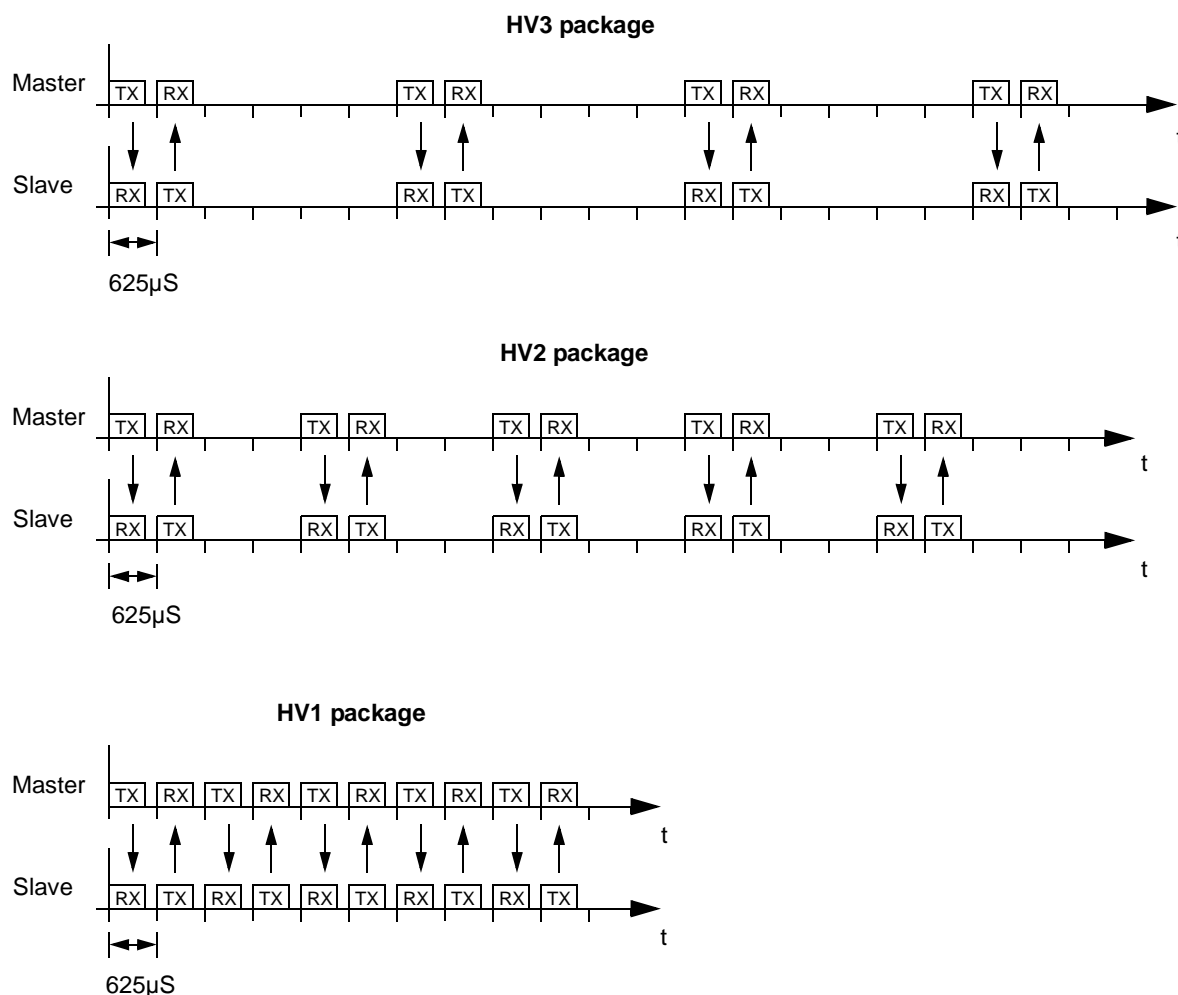 HV3 package
Master
TX RX TX RX TX RX TX RX
Slave
RX TX RX TX RX TX RX TX
625µS
HV2 package
Master
TX RX TX RX TX RX TX RX TX RX
t
Slave
RX TX RX TX RX TX RX TX RX TX
t
625µS
HV1 package
Master
TX RX TX RX TX RX TX RX TX RX
t
Slave
RX TX RX TX RX TX RX TX RX TX
t
625µS